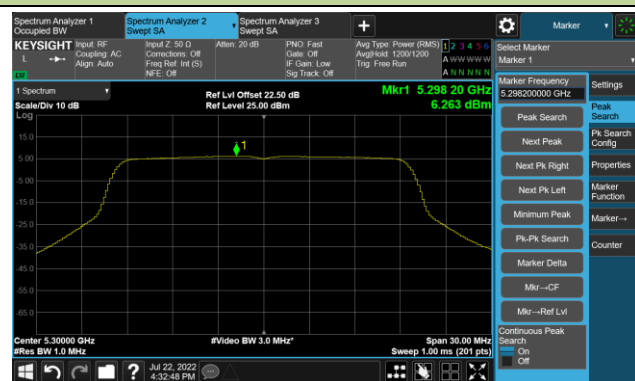 Spectrum Analyzer 1
Occupied BW
Spectrum Analyzer 2
Swept SA
Spectrum Analyzer 3
Swept SA
+
Marker
KEYSIGHT
L
LW
Input: RF
Coupling: AC
Align: Auto
Input Z: 50 Ω
Corrections: Off
Freq Ref: Int (S)
NFE: Off
Atten: 20 dB
PNO: Fast
Gate: Off
IF Gain: Low
Sig Track: Off
Avg Type: Power (RMS)
Avg|Hold: 1200/1200
Trig: Free Run
1 2 3 4 5 6
A W W W W W
A N N N N N
Select Marker
Marker 1
1 Spectrum
Scale/Div 10 dB
Log
Ref Lvl Offset 22.50 dB
Ref Level 25.00 dBm
Mkr1 5.298 20 GHz
6.263 dBm
15.0
5.00
-5.00
-15.0
-25.0
-35.0
-45.0
-55.0
-65.0
1
Center 5.30000 GHz
#Res BW 1.0 MHz
#Video BW 3.0 MHz*
Span 30.00 MHz
Sweep 1.00 ms (201 pts)
Marker Frequency
5.298200000 GHz
Peak Search
Next Peak
Next Pk Right
Next Pk Left
Minimum Peak
Pk-Pk Search
Marker Delta
Mkr→CF
Mkr→Ref Lvl
Continuous Peak
Search
On
Off
Settings
Peak
Search
Pk Search
Config
Properties
Marker
Function
Marker→
Counter
?
Jul 22, 2022
4:32:48 PM